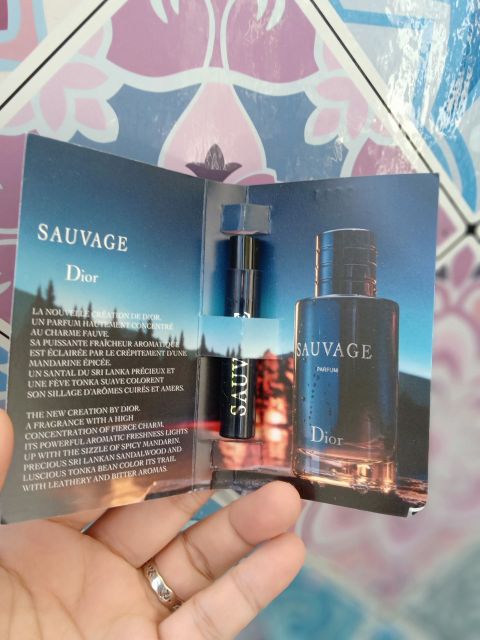 SAUVAGE
Dior
LA NOUVELLE CRÉATION DE DIOR.
UN PARFUM HAUTEMENT CONCENTRÉ
AU CHARME FAUVE.
SA PUISSANTE FRAÎCHEUR AROMATIQUE
EST ÉCLAIRÉE PAR LE CRÉPITEMENT D'UNE
MANDARINE ÉPICÉE.
UN SANTAL DU SRI LANKA PRÉCIEUX ET
UNE FÈVE TONKA SUAVE COLORENT
SON SILLAGE D'ARÔMES CUIRÉS ET AMERS.
THE NEW CREATION BY DIOR.
A FRAGRANCE WITH A HIGH
CONCENTRATION OF FIERCE CHARM.
ITS POWERFUL AROMATIC FRESHNESS LIGHTS
UP WITH THE SIZZLE OF SPICY MANDARIN.
PRECIOUS SRI LANKAN SANDALWOOD AND
LUSCIOUS TONKA BEAN COLOR ITS TRAIL
WITH LEATHERY AND BITTER AROMAS.
SAUV
SAUVAGE
PARFUM
Dior